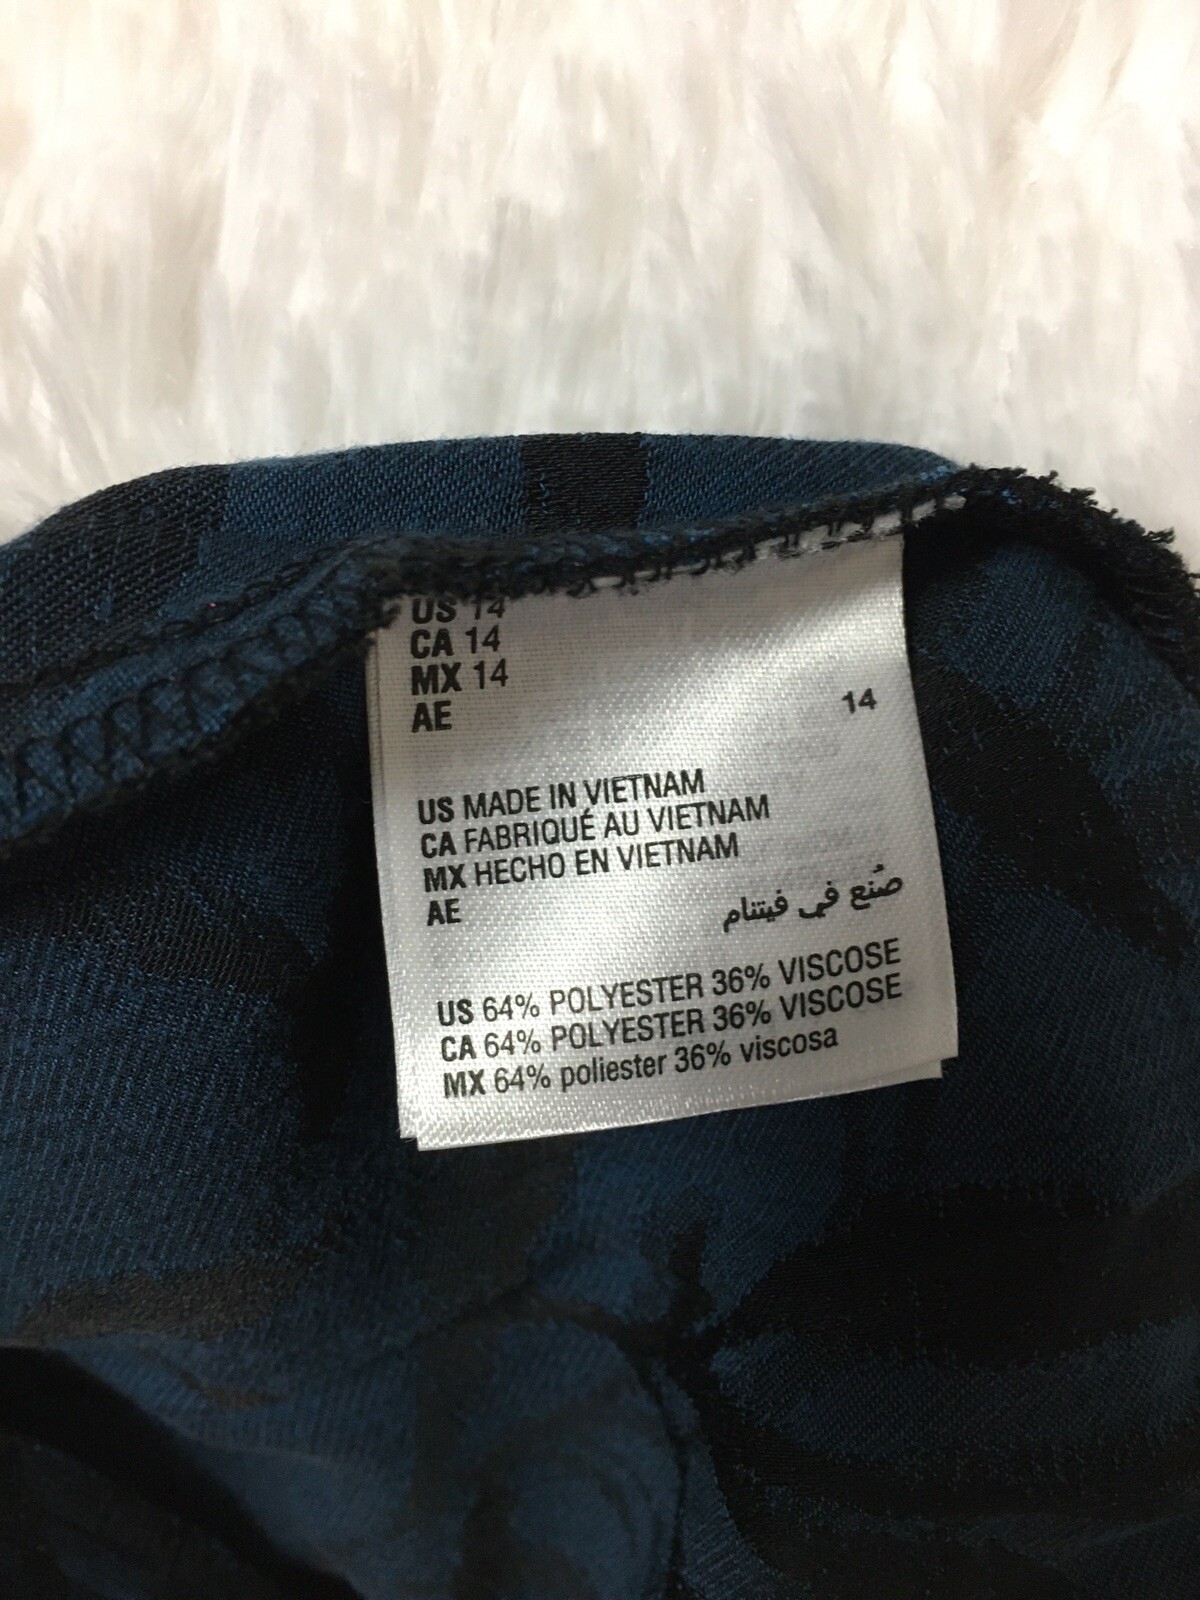 US 14
CA 14
MX 14
AE 14
US MADE IN VIETNAM
CA FABRIQUÉ AU VIETNAM
MX HECHO EN VIETNAM
AE صُنع في فيتنام
US 64% POLYESTER 36% VISCOSE
CA 64% POLYESTER 36% VISCOSE
MX 64% poliester 36% viscosa